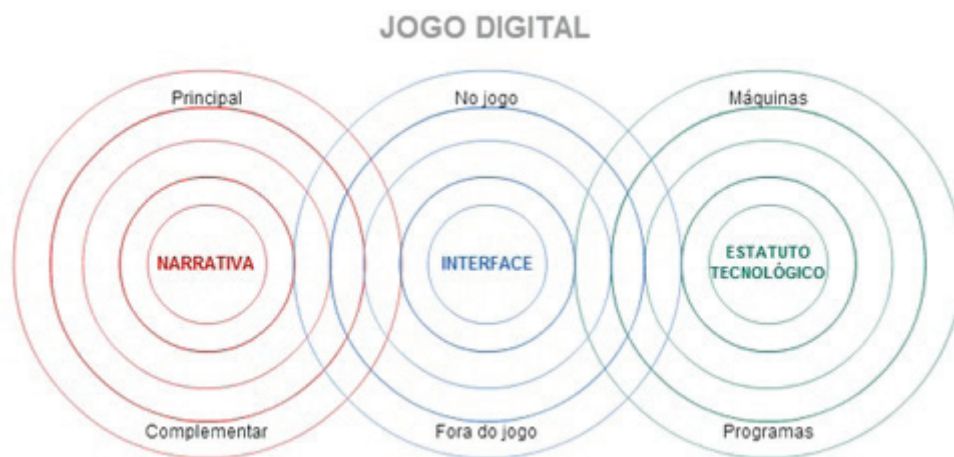 JOGO DIGITAL
Principal
No jogo
Máquinas
NARRATIVA
INTERFACE
ESTATUTO
TECNOLÓGICO
Complementar
Fora do jogo
Programas